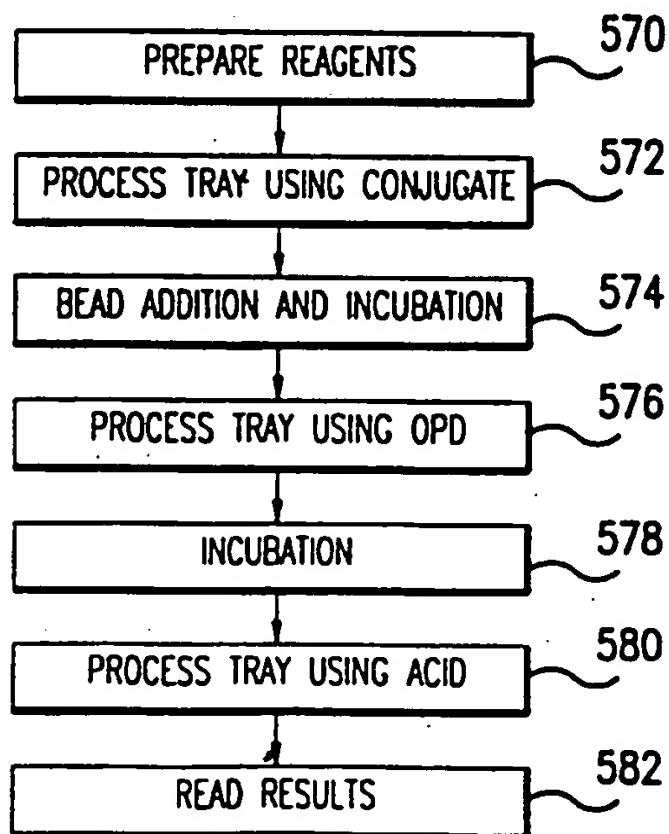 570
PREPARE REAGENTS
572
PROCESS TRAY USING CONJUGATE
574
BEAD ADDITION AND INCUBATION
576
PROCESS TRAY USING OPD
578
INCUBATION
580
PROCESS TRAY USING ACID
582
READ RESULTS